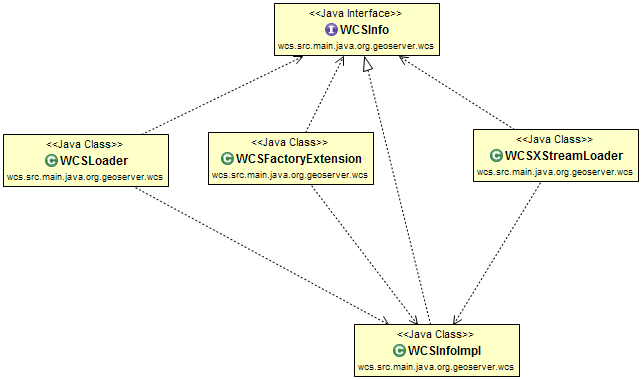 <<Java Interface>>
I WCSInfo
wcs.src.main.java.org.geoserver.wcs
<<Java Class>>
C WCSLoader
wcs.src.main.java.org.geoserver.wcs
<<Java Class>>
C WCSFactoryExtension
wcs.src.main.java.org.geoserver.wcs
<<Java Class>>
C WCSXStreamLoader
wcs.src.main.java.org.geoserver.wcs
<<Java Class>>
C WCSInfoImpl
wcs.src.main.java.org.geoserver.wcs